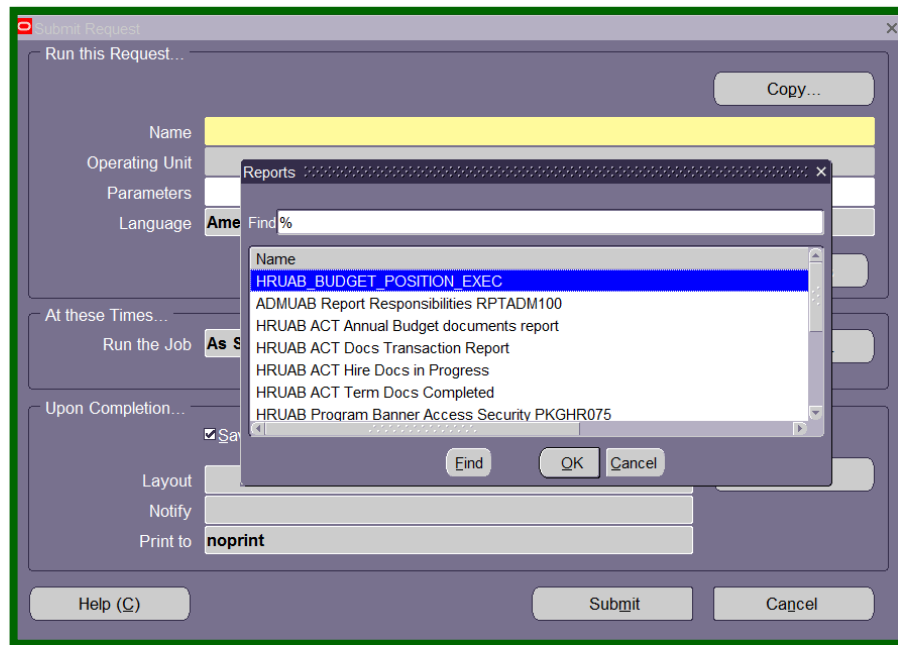 Submit Request
Run this Request...
Copy...
Name
Operating Unit
Parameters
Language Ame
Reports
Find %
Name
HRUAB_BUDGET_POSITION_EXEC
ADMUAB Report Responsibilities RPTADM100
HRUAB ACT Annual Budget documents report
HRUAB ACT Docs Transaction Report
HRUAB ACT Hire Docs in Progress
HRUAB ACT Term Docs Completed
HRUAB Program Banner Access Security PKGHR075
Find OK Cancel
At these Times...
Run the Job As S
Upon Completion...
Sa
Layout
Notify
Print to noprint
Help (C) Submit Cancel